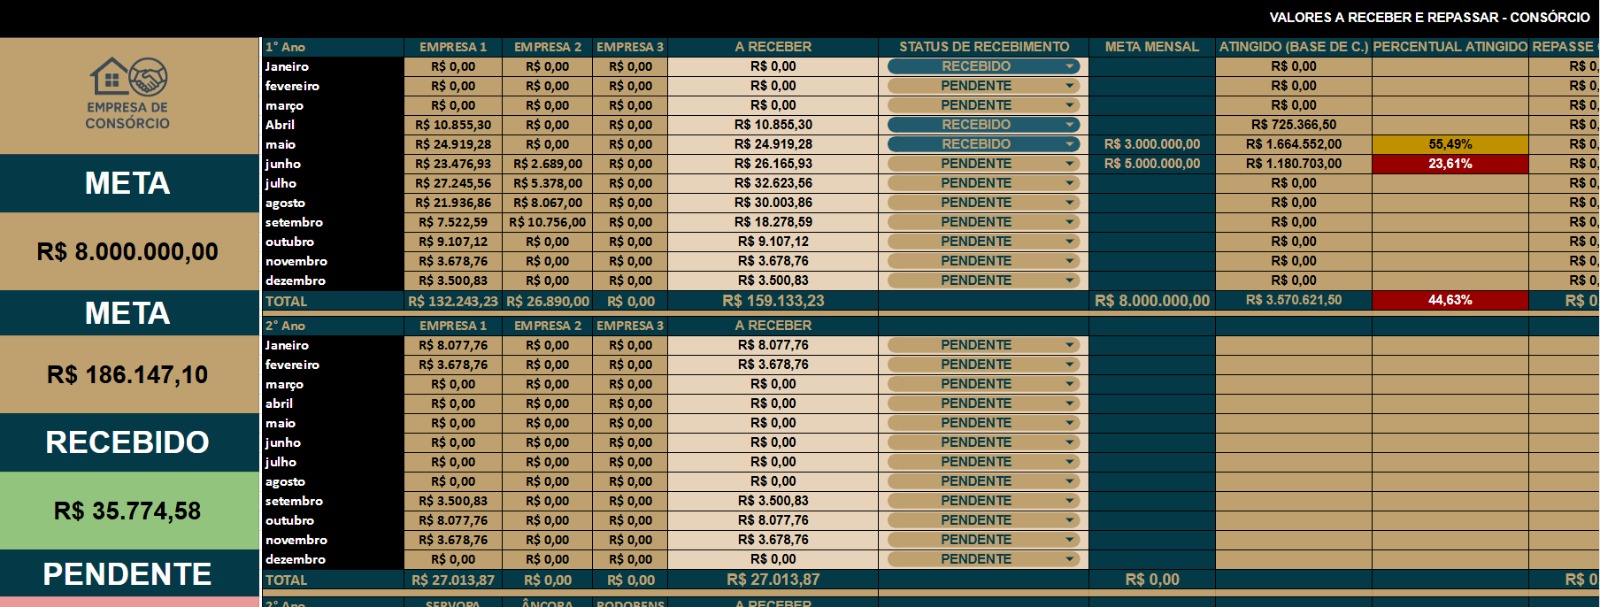 VALORES A RECEBER E REPASSAR - CONSÓRCIO
EMPRESA DE
CONSÓRCIO
META
R$ 8.000.000,00
META
R$ 186.147,10
RECEBIDO
R$ 35.774,58
PENDENTE
1° Ano EMPRESA 1 EMPRESA 2 EMPRESA 3 A RECEBER STATUS DE RECEBIMENTO META MENSAL ATINGIDO (BASE DE C.) PERCENTUAL ATINGIDO REPASSE
Janeiro R$ 0,00 R$ 0,00 R$ 0,00 R$ 0,00 RECEBIDO R$ 0,00 R$ 0,
fevereiro R$ 0,00 R$ 0,00 R$ 0,00 R$ 0,00 PENDENTE R$ 0,00 R$ 0,
março R$ 0,00 R$ 0,00 R$ 0,00 R$ 0,00 PENDENTE R$ 0,00 R$ 0,
Abril R$ 10.855,30 R$ 0,00 R$ 0,00 R$ 10.855,30 RECEBIDO R$ 725.366,50 R$ 0,
maio R$ 24.919,28 R$ 0,00 R$ 0,00 R$ 24.919,28 RECEBIDO R$ 3.000.000,00 R$ 1.664.552,00 55,49% R$ 0,
junho R$ 23.476,93 R$ 2.689,00 R$ 0,00 R$ 26.165,93 PENDENTE R$ 5.000.000,00 R$ 1.180.703,00 23,61% R$ 0,
julho R$ 27.245,56 R$ 5.378,00 R$ 0,00 R$ 32.623,56 PENDENTE R$ 0,00 R$ 0,
agosto R$ 21.936,86 R$ 8.067,00 R$ 0,00 R$ 30.003,86 PENDENTE R$ 0,00 R$ 0,
setembro R$ 7.522,59 R$ 10.756,00 R$ 0,00 R$ 18.278,59 PENDENTE R$ 0,00 R$ 0,
outubro R$ 9.107,12 R$ 0,00 R$ 0,00 R$ 9.107,12 PENDENTE R$ 0,00 R$ 0,
novembro R$ 3.678,76 R$ 0,00 R$ 0,00 R$ 3.678,76 PENDENTE R$ 0,00 R$ 0,
dezembro R$ 3.500,83 R$ 0,00 R$ 0,00 R$ 3.500,83 PENDENTE R$ 0,00 R$ 0,
TOTAL R$ 132.243,23 R$ 26.890,00 R$ 0,00 R$ 159.133,23 R$ 8.000.000,00 R$ 3.570.621,50 44,63% R$ 0
2° Ano EMPRESA 1 EMPRESA 2 EMPRESA 3 A RECEBER
Janeiro R$ 8.077,76 R$ 0,00 R$ 0,00 R$ 8.077,76 PENDENTE
fevereiro R$ 3.678,76 R$ 0,00 R$ 0,00 R$ 3.678,76 PENDENTE
março R$ 0,00 R$ 0,00 R$ 0,00 R$ 0,00 PENDENTE
abril R$ 0,00 R$ 0,00 R$ 0,00 R$ 0,00 PENDENTE
maio R$ 0,00 R$ 0,00 R$ 0,00 R$ 0,00 PENDENTE
junho R$ 0,00 R$ 0,00 R$ 0,00 R$ 0,00 PENDENTE
julho R$ 0,00 R$ 0,00 R$ 0,00 R$ 0,00 PENDENTE
agosto R$ 0,00 R$ 0,00 R$ 0,00 R$ 0,00 PENDENTE
setembro R$ 3.500,83 R$ 0,00 R$ 0,00 R$ 3.500,83 PENDENTE
outubro R$ 8.077,76 R$ 0,00 R$ 0,00 R$ 8.077,76 PENDENTE
novembro R$ 3.678,76 R$ 0,00 R$ 0,00 R$ 3.678,76 PENDENTE
dezembro R$ 0,00 R$ 0,00 R$ 0,00 R$ 0,00 PENDENTE
TOTAL R$ 27.013,87 R$ 0,00 R$ 0,00 R$ 27.013,87 R$ 0,00 R$ 0
2° Ano SERVOPA ÂNCORA RODOBENS A RECEBER